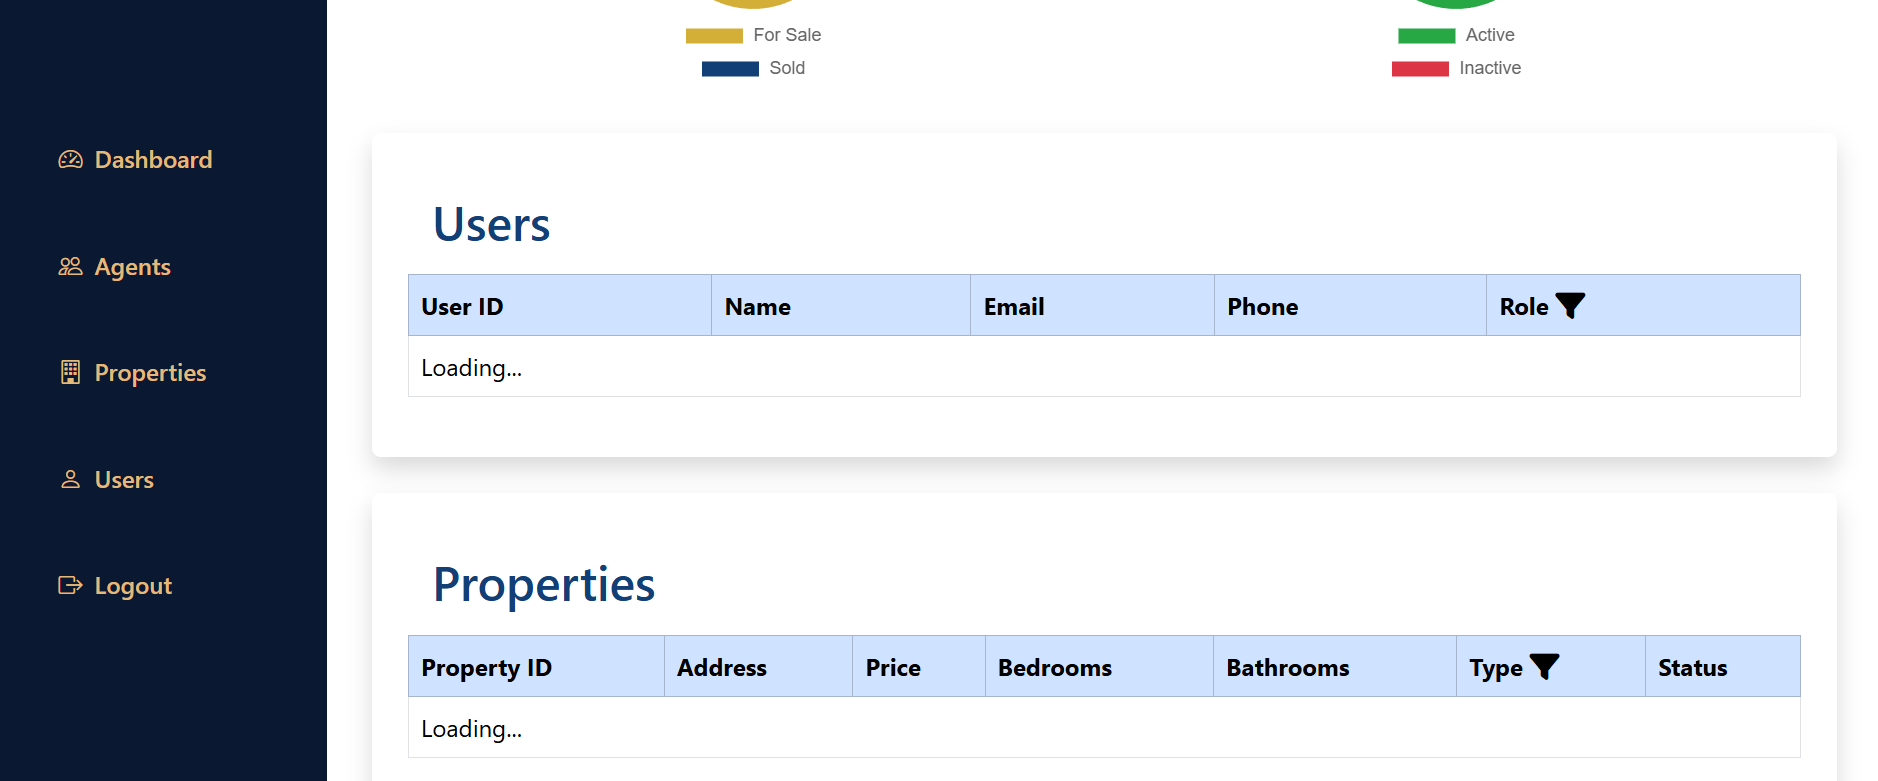 Dashboard
Agents
Properties
Users
Logout
For Sale
Sold
Active
Inactive
Users
User ID Name Email Phone Role
Loading...
Properties
Property ID Address Price Bedrooms Bathrooms Type Status
Loading...